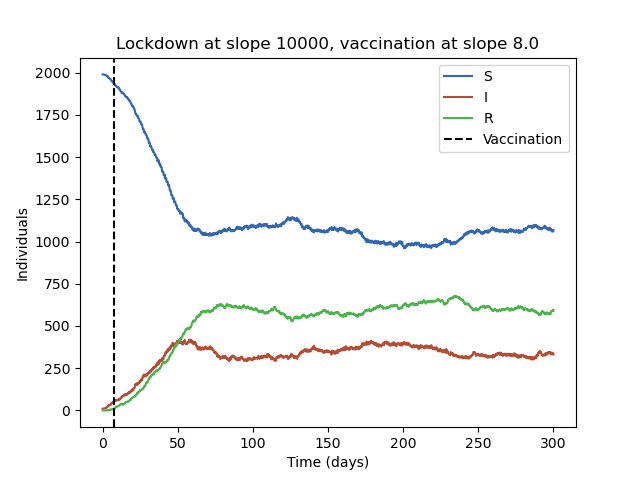 Lockdown at slope 10000, vaccination at slope 8.0
2000
1750
1500
1250
1000
750
500
250
0
Individuals
S
I
R
Vaccination
0 50 100 150 200 250 300
Time (days)